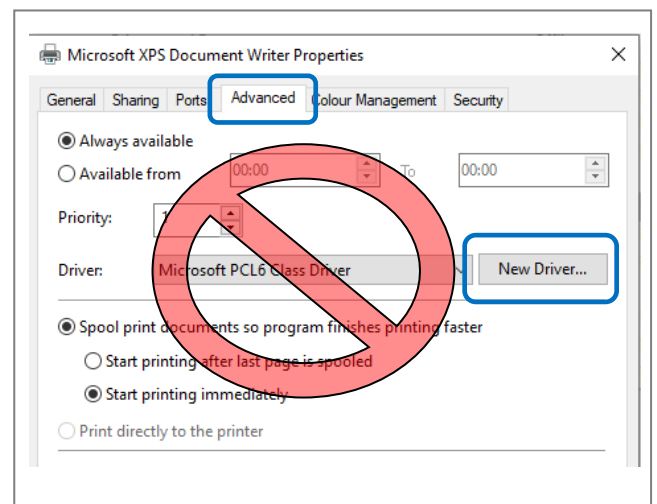 Microsoft XPS Document Writer Properties
General Sharing Ports Advanced Colour Management Security
Always available
Available from 00:00 To 00:00
Priority: 1
Driver: Microsoft PCL6 Class Driver New Driver...
Spool print documents so program finishes printing faster
Start printing after last page is spooled
Start printing immediately
Print directly to the printer